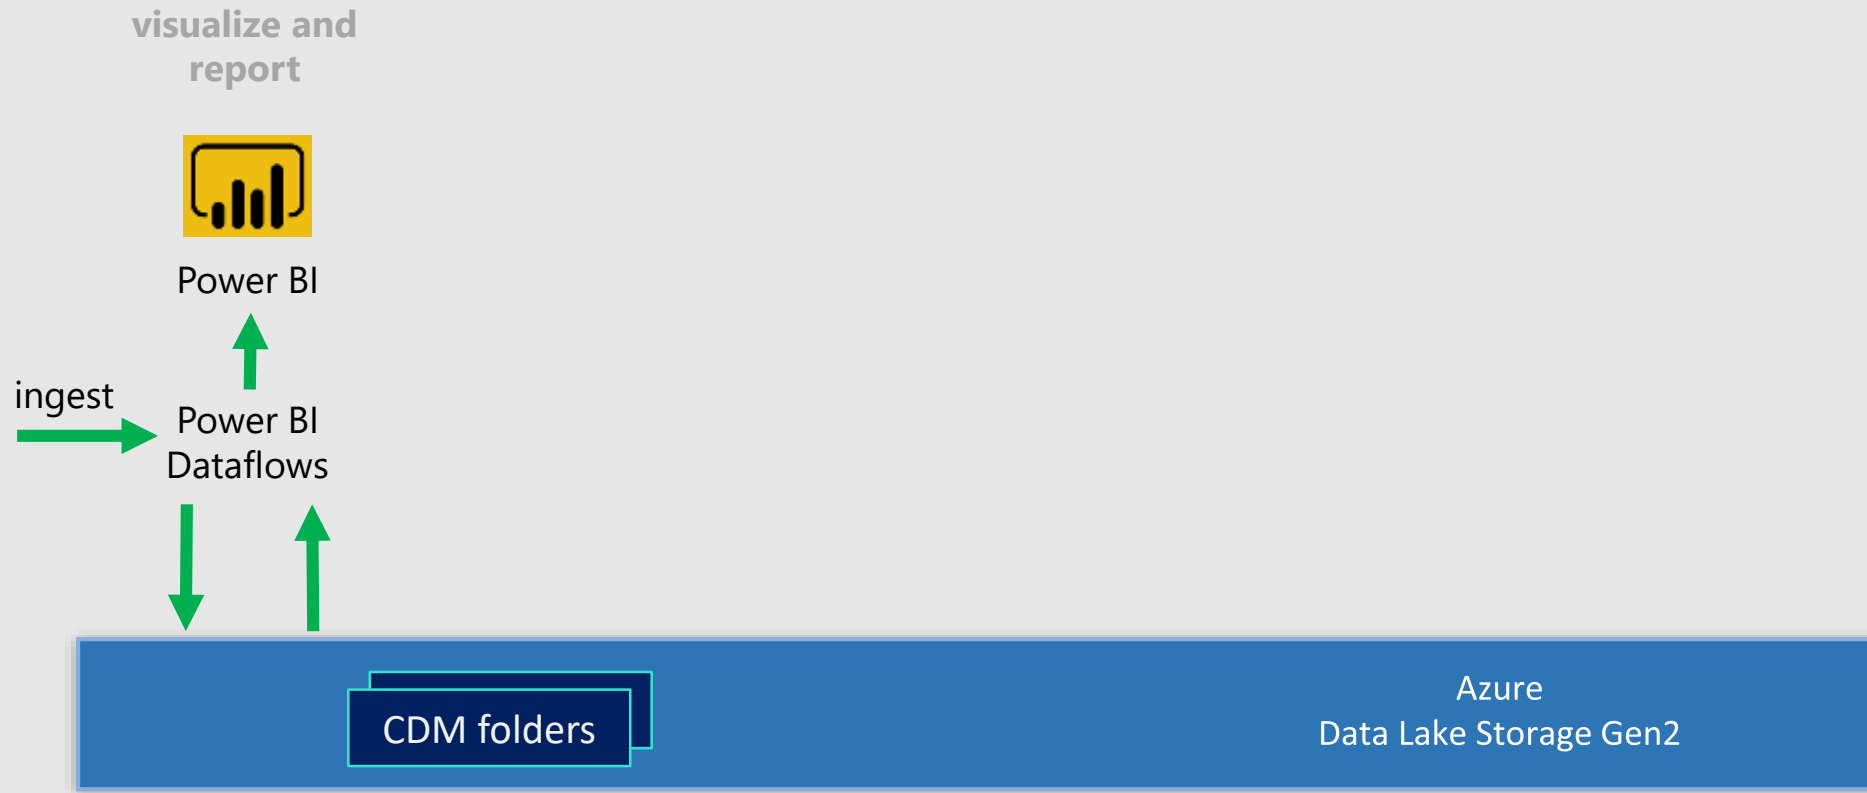 visualize and
report
Power BI
ingest
Power BI
Dataflows
CDM folders
Azure
Data Lake Storage Gen2